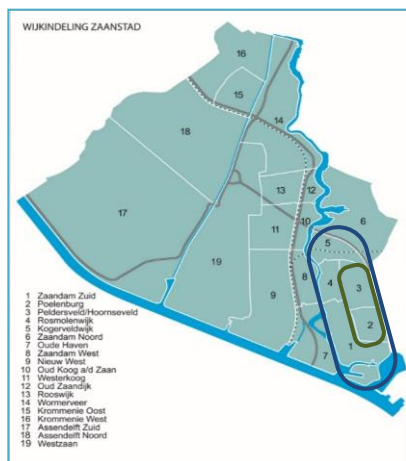 WIJKINDELING ZAANSTAD
16
15
14
18
13
12
17
11
10
6
5
19
8
4
3
9
2
7
1
1 Zaandam Zuid
2 Poelenburg
3 Peldersveld/Hoornseveld
4 Rosmolenwijk
5 Kogerveldwijk
6 Zaandam Noord
7 Oude Haven
8 Zaandam West
9 Nieuw West
10 Oud Koog a/d Zaan
11 Westerkoog
12 Oud Zaandijk
13 Rooswijk
14 Wormerveer
15 Krommenie Oost
16 Krommenie West
17 Assendelft Zuid
18 Assendelft Noord
19 Westzaan